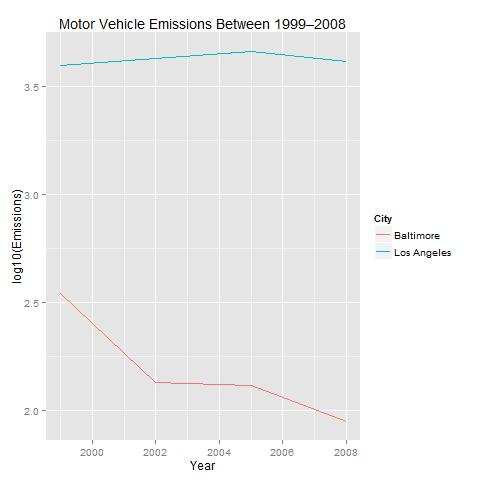 Motor Vehicle Emissions Between 1999–2008
log10(Emissions)
3.5
3.0
2.5
2.0
2000 2002 2004 2006 2008
Year
City
Baltimore
Los Angeles